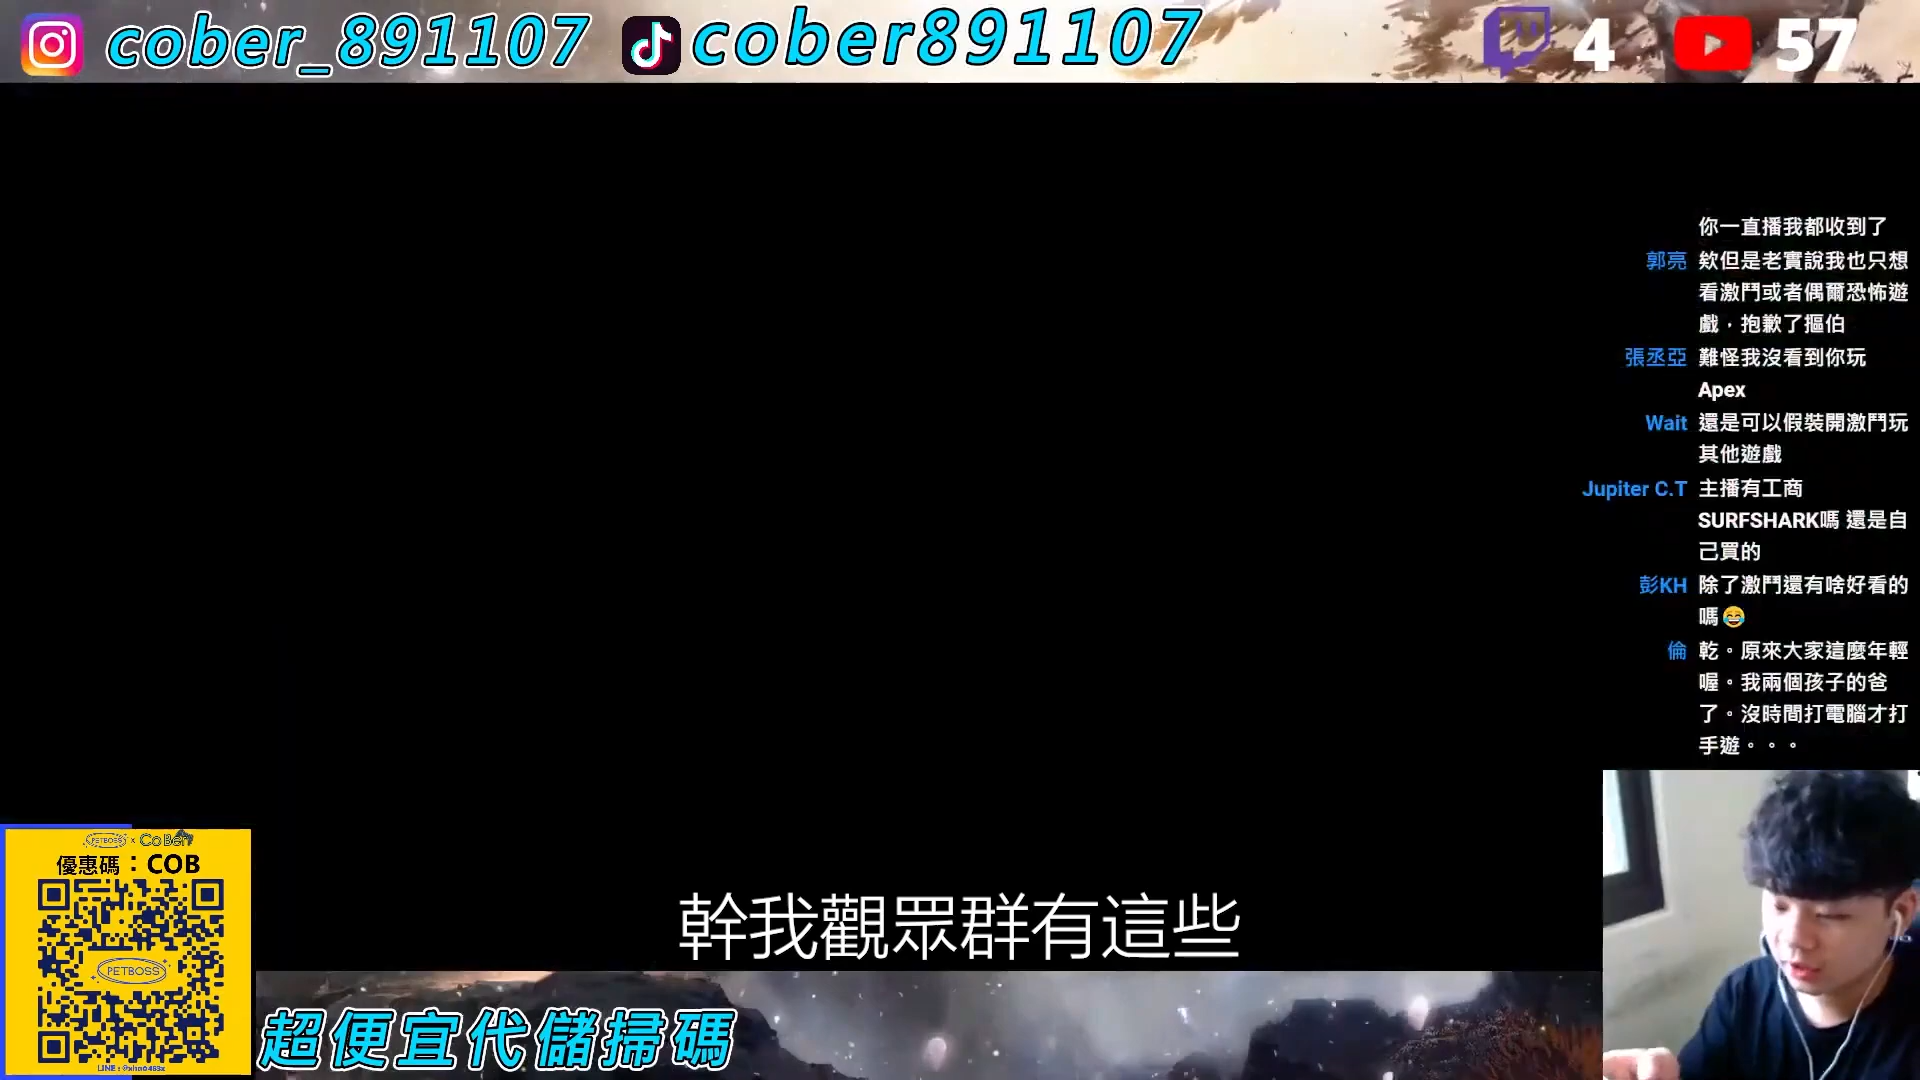 cober_891107
cober891107
4
57
你一直播我都收到了
郭亮 欸但是老實說我也只想
看激鬥或者偶爾恐怖遊
戲，抱歉了摳伯
張丞亞 難怪我沒看到你玩
Apex
Wait 還是可以假裝開激鬥玩
其他遊戲
Jupiter C.T 主播有工商
SURFSHARK嗎 還是自
己買的
彭KH 除了激鬥還有啥好看的
嗎😂
倫 乾。原來大家這麼年輕
喔。我兩個孩子的爸
了。沒時間打電腦才打
手遊。。。
PETBOSS x CoBer
優惠碼：COB
PETBOSS
幹我觀眾群有這些
超便宜代儲掃碼